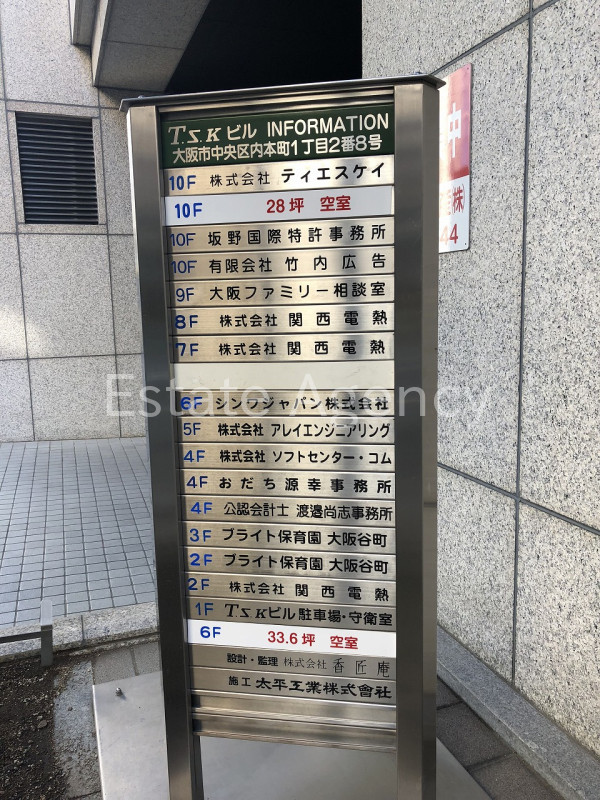 T.S.K ビル INFORMATION
大阪市中央区内本町1丁目2番8号
10F 株式会社 ティエスケイ
10F 28坪 空室
10F 坂野国際特許事務所
10F 有限会社 竹内広告
9F 大阪ファミリー相談室
8F 株式会社 関西電熱
7F 株式会社 関西電熱
6F シンジジャパン株式会社
5F 株式会社 アレイエンジニアリング
4F 株式会社 ソフトセンター・コム
4F おだち源幸事務所
4F 公認会計士 渡邉尚志事務所
3F ブライト保育園 大阪谷町
2F ブライト保育園 大阪谷町
2F 株式会社 関西電熱
1F T.S.Kビル駐車場・守衛室
6F 33.6坪 空室
設計・監理 株式会社 香匠庵
施工 太平工業株式會社
中
(株)
44
Estate Agency